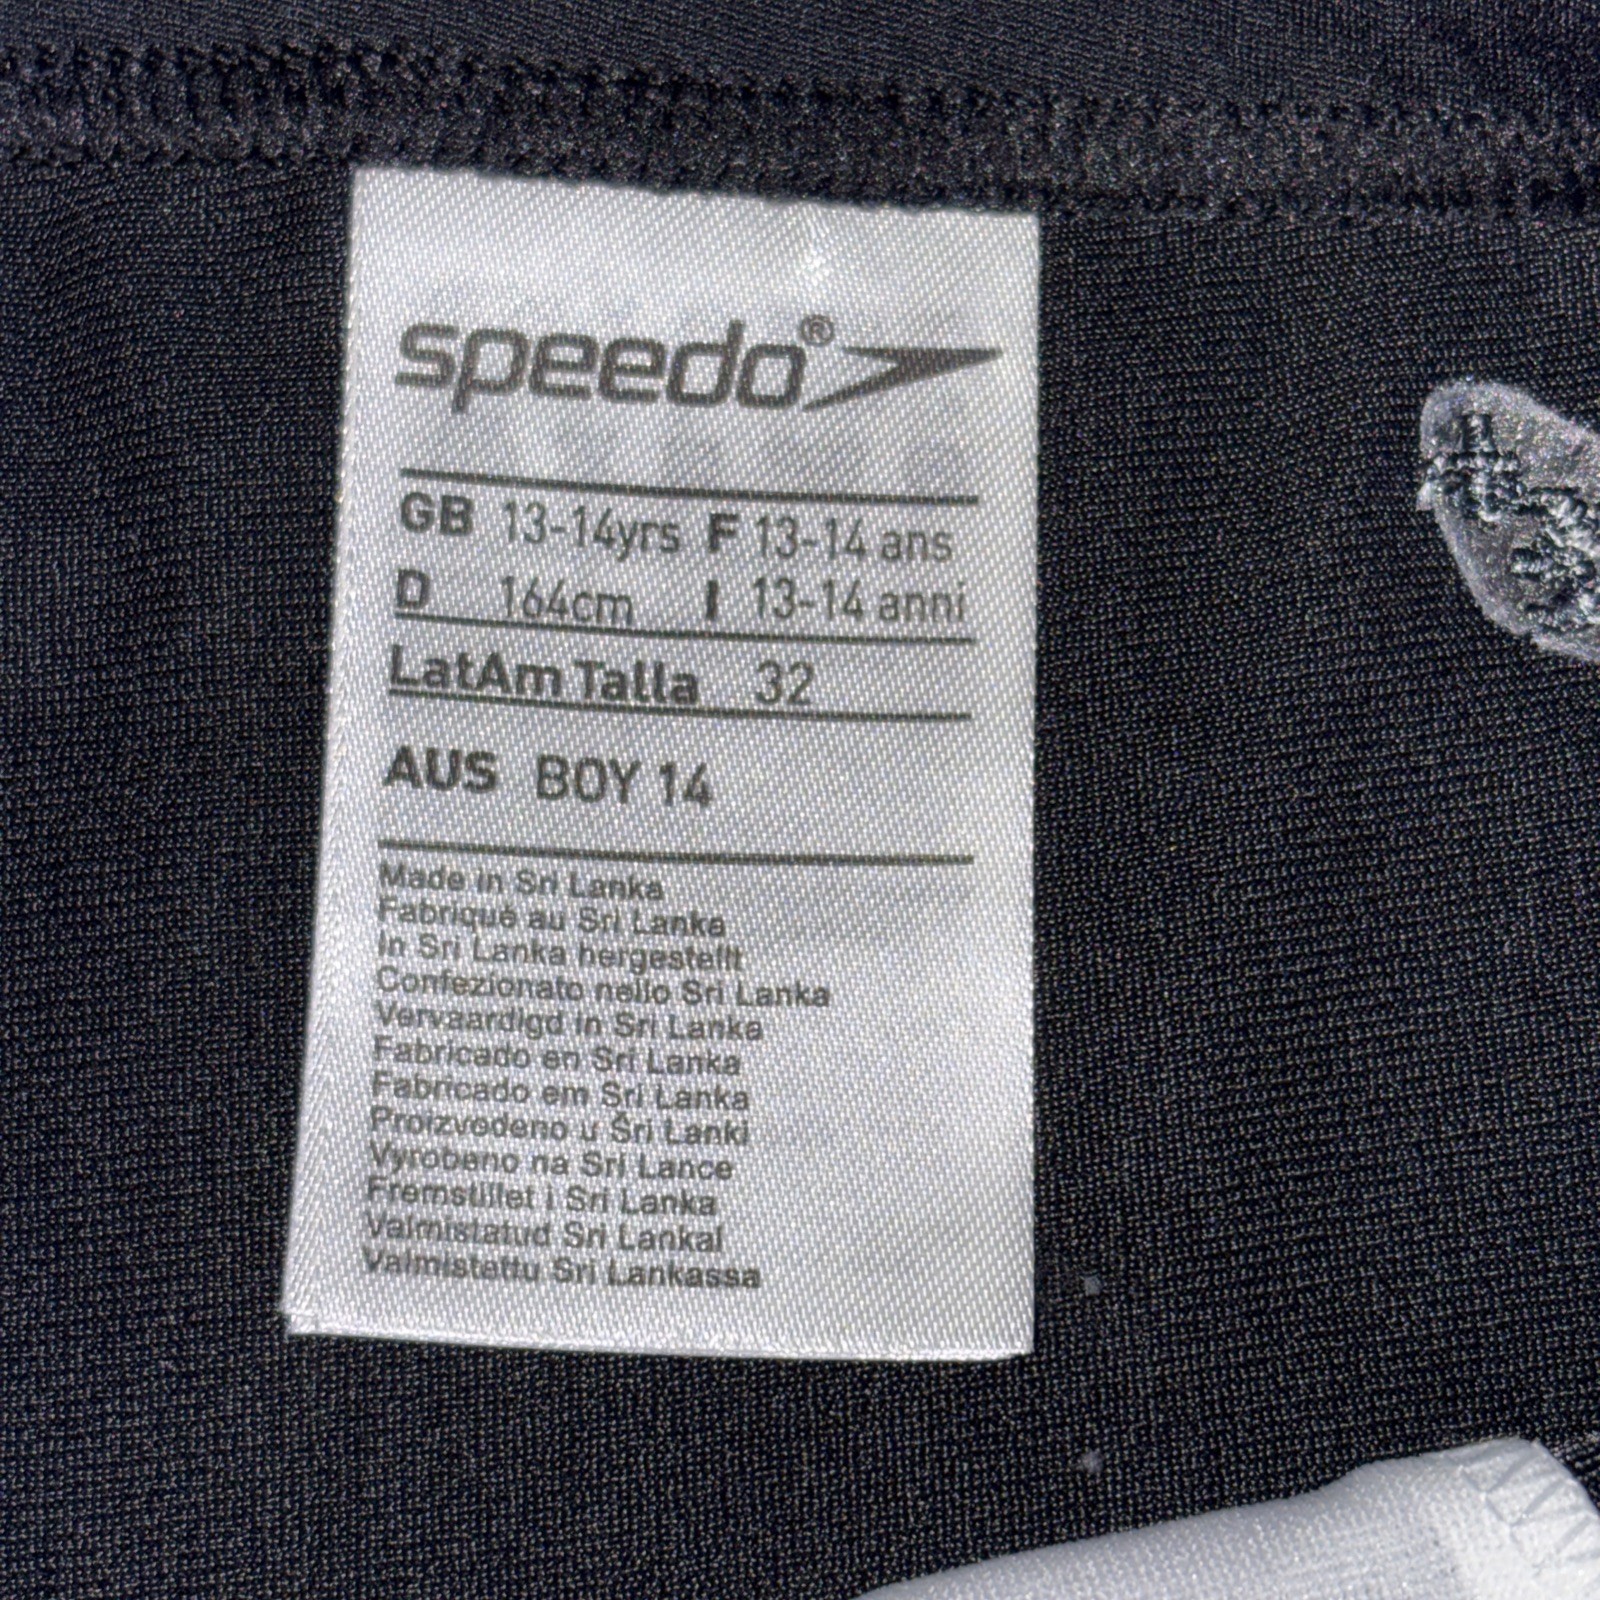 speedo®
GB 13-14yrs F 13-14 ans
D 164cm I 13-14 anni
LatAm Talla 32
AUS BOY 14
Made in Sri Lanka
Fabriqué au Sri Lanka
In Sri Lanka hergestellt
Confezionato nello Sri Lanka
Vervaardigd in Sri Lanka
Fabricado en Sri Lanka
Fabricado em Sri Lanka
Proizvedeno u Šri Lanki
Vyrobeno na Srí Lance
Fremstillet i Sri Lanka
Valmistatud Sri Lankal
Valmistettu Sri Lankassa